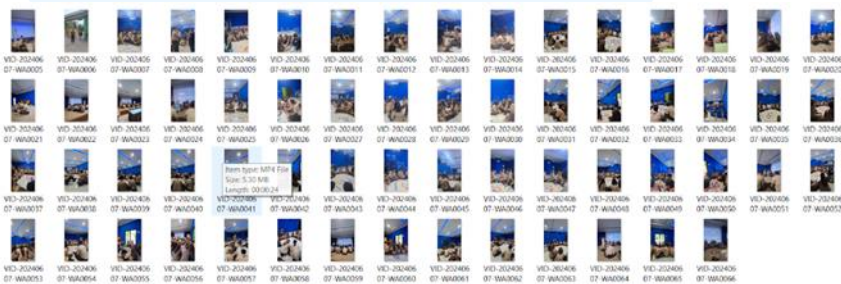 VID-202406 VID-202406 VID-202406 VID-202406 VID-202406 VID-202406 VID-202406 VID-202406 VID-202406 VID-202406 VID-202406 VID-202406 VID-202406 VID-202406 VID-202406 VID-202406
07-WA0005 07-WA0006 07-WA0007 07-WA0008 07-WA0009 07-WA0010 07-WA0011 07-WA0012 07-WA0013 07-WA0014 07-WA0015 07-WA0016 07-WA0017 07-WA0018 07-WA0019 07-WA0020
VID-202406 VID-202406 VID-202406 VID-202406 VID-202406 VID-202406 VID-202406 VID-202406 VID-202406 VID-202406 VID-202406 VID-202406 VID-202406 VID-202406 VID-202406 VID-202406
07-WA0021 07-WA0022 07-WA0023 07-WA0024 07-WA0025 07-WA0026 07-WA0027 07-WA0028 07-WA0029 07-WA0030 07-WA0031 07-WA0032 07-WA0033 07-WA0034 07-WA0035 07-WA0036
Item type: MP4 File
Size: 5.50 MB
Length: 00:00:24
VID-202406 VID-202406 VID-202406 VID-202406 VID-202406 VID-202406 VID-202406 VID-202406 VID-202406 VID-202406 VID-202406 VID-202406 VID-202406 VID-202406
07-WA0037 07-WA0038 07-WA0039 07-WA0040 07-WA0041 07-WA0042 07-WA0043 07-WA0044 07-WA0045 07-WA0046 07-WA0047 07-WA0048 07-WA0049 07-WA0050 07-WA0051 07-WA0052
VID-202406 VID-202406 VID-202406 VID-202406 VID-202406 VID-202406 VID-202406 VID-202406 VID-202406 VID-202406 VID-202406 VID-202406 VID-202406 VID-202406
07-WA0053 07-WA0054 07-WA0055 07-WA0056 07-WA0057 07-WA0058 07-WA0059 07-WA0060 07-WA0061 07-WA0062 07-WA0063 07-WA0064 07-WA0065 07-WA0066